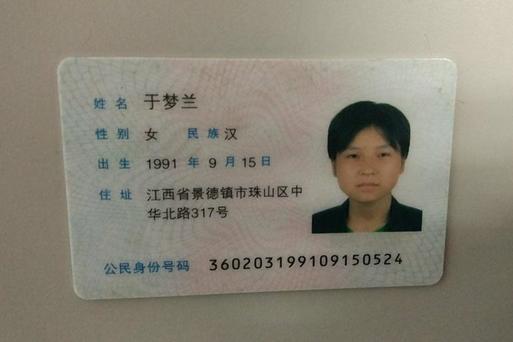 姓名 于梦兰
性别 女 民族 汉
出生 1991 年 9 月 15 日
住址 江西省景德镇市珠山区中
华北路317号
公民身份号码 360203199109150524